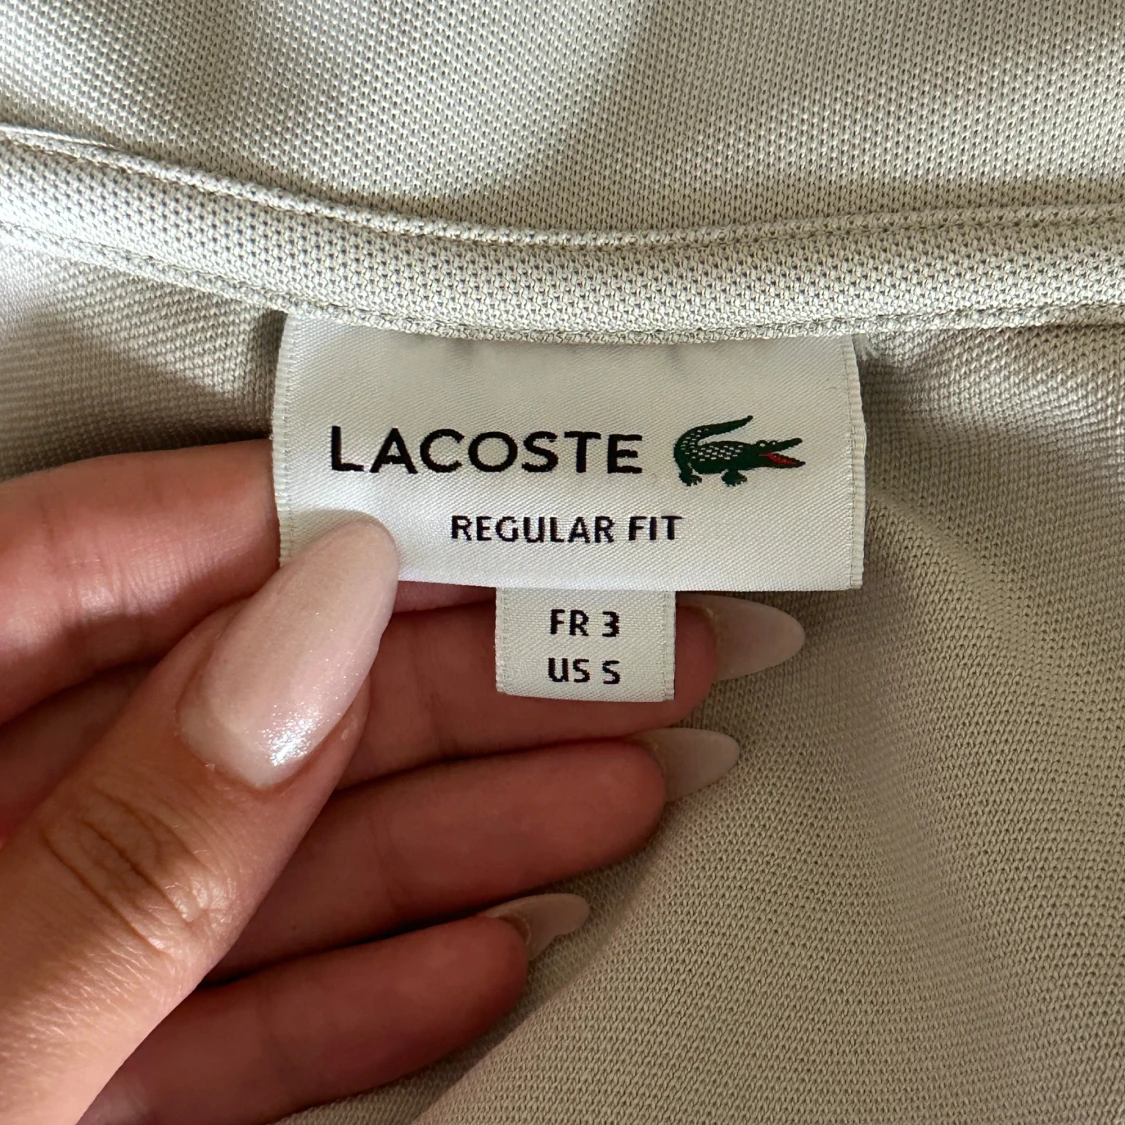 LACOSTE
REGULAR FIT
FR 3
US S